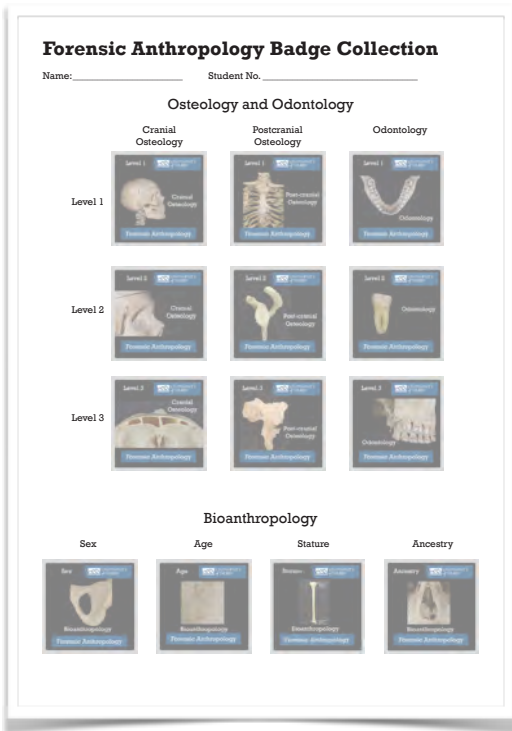 Forensic Anthropology Badge Collection
Name: Student No.
Osteology and Odontology
Cranial
Osteology
Postcranial
Osteology
Odontology
Level 1
Level 1
Cranial
Osteology
Forensic Anthropology
Level 1
Post-cranial
Osteology
Forensic Anthropology
Level 1
Odontology
Forensic Anthropology
Level 2
Level 2
Cranial
Osteology
Forensic Anthropology
Level 2
Post-cranial
Osteology
Forensic Anthropology
Level 2
Odontology
Forensic Anthropology
Level 3
Level 3
Cranial
Osteology
Forensic Anthropology
Level 3
Post-cranial
Osteology
Forensic Anthropology
Level 3
Odontology
Forensic Anthropology
Bioanthropology
Sex
Age
Stature
Ancestry
Sex
Bioanthropology
Forensic Anthropology
Age
Bioanthropology
Forensic Anthropology
Stature
Bioanthropology
Forensic Anthropology
Ancestry
Bioanthropology
Forensic Anthropology